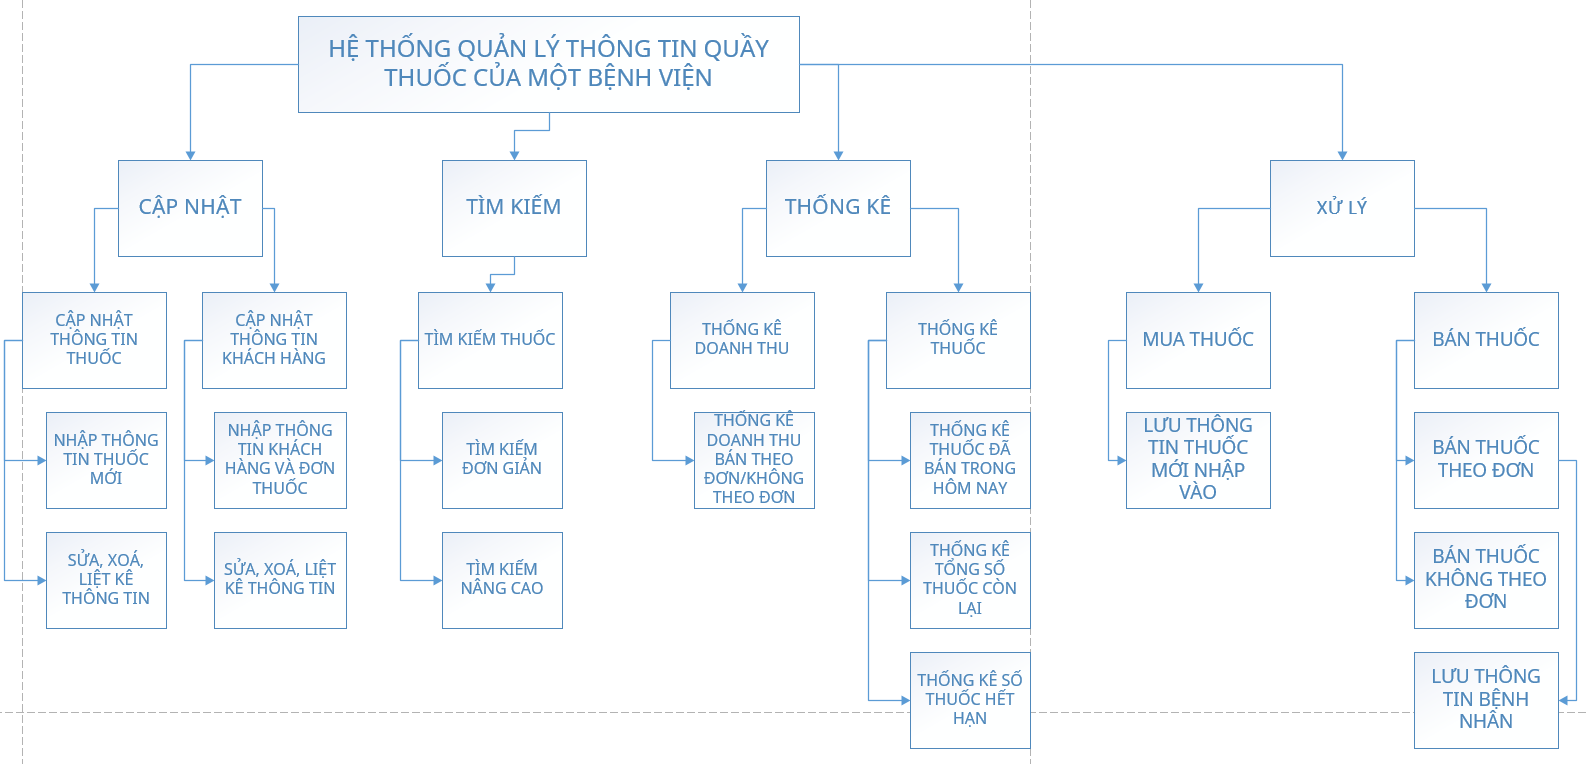 HỆ THỐNG QUẢN LÝ THÔNG TIN QUẦY
THUỐC CỦA MỘT BỆNH VIỆN
CẬP NHẬT
TÌM KIẾM
THỐNG KÊ
XỬ LÝ
CẬP NHẬT
THÔNG TIN
THUỐC
CẬP NHẬT
THÔNG TIN
KHÁCH HÀNG
TÌM KIẾM THUỐC
THỐNG KÊ
DOANH THU
THỐNG KÊ
THUỐC
MUA THUỐC
BÁN THUỐC
NHẬP THÔNG
TIN THUỐC
MỚI
NHẬP THÔNG
TIN KHÁCH
HÀNG VÀ ĐƠN
THUỐC
TÌM KIẾM
ĐƠN GIẢN
THỐNG KÊ
DOANH THU
BÁN THEO
ĐƠN/KHÔNG
THEO ĐƠN
THỐNG KÊ
THUỐC ĐÃ
BÁN TRONG
HÔM NAY
LƯU THÔNG
TIN THUỐC
MỚI NHẬP
VÀO
BÁN THUỐC
THEO ĐƠN
SỬA, XOÁ,
LIỆT KÊ
THÔNG TIN
SỬA, XOÁ, LIỆT
KÊ THÔNG TIN
TÌM KIẾM
NÂNG CAO
THỐNG KÊ
TỔNG SỐ
THUỐC CÒN
LẠI
BÁN THUỐC
KHÔNG THEO
ĐƠN
THỐNG KÊ SỐ
THUỐC HẾT
HẠN
LƯU THÔNG
TIN BỆNH
NHÂN